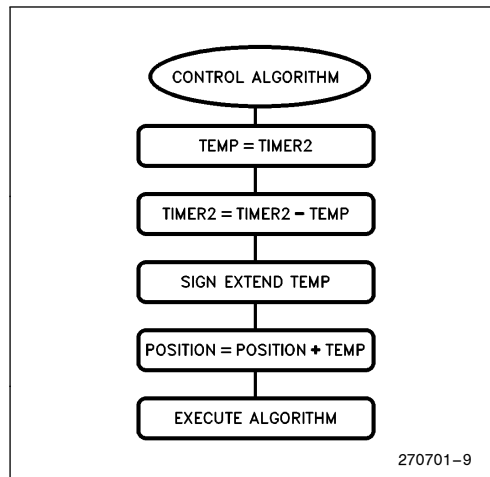 CONTROL ALGORITHM
TEMP = TIMER2
TIMER2 = TIMER2 − TEMP
SIGN EXTEND TEMP
POSITION = POSITION + TEMP
EXECUTE ALGORITHM
270701–9